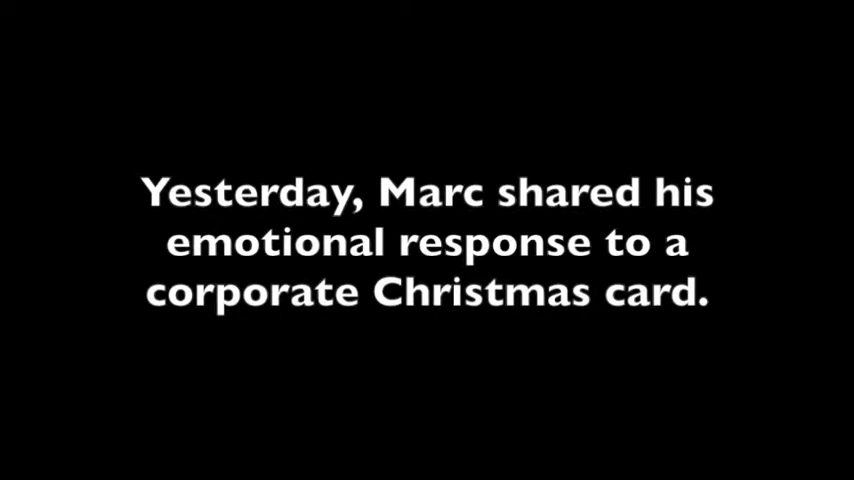 Yesterday, Marc shared his
emotional response to a
corporate Christmas card.